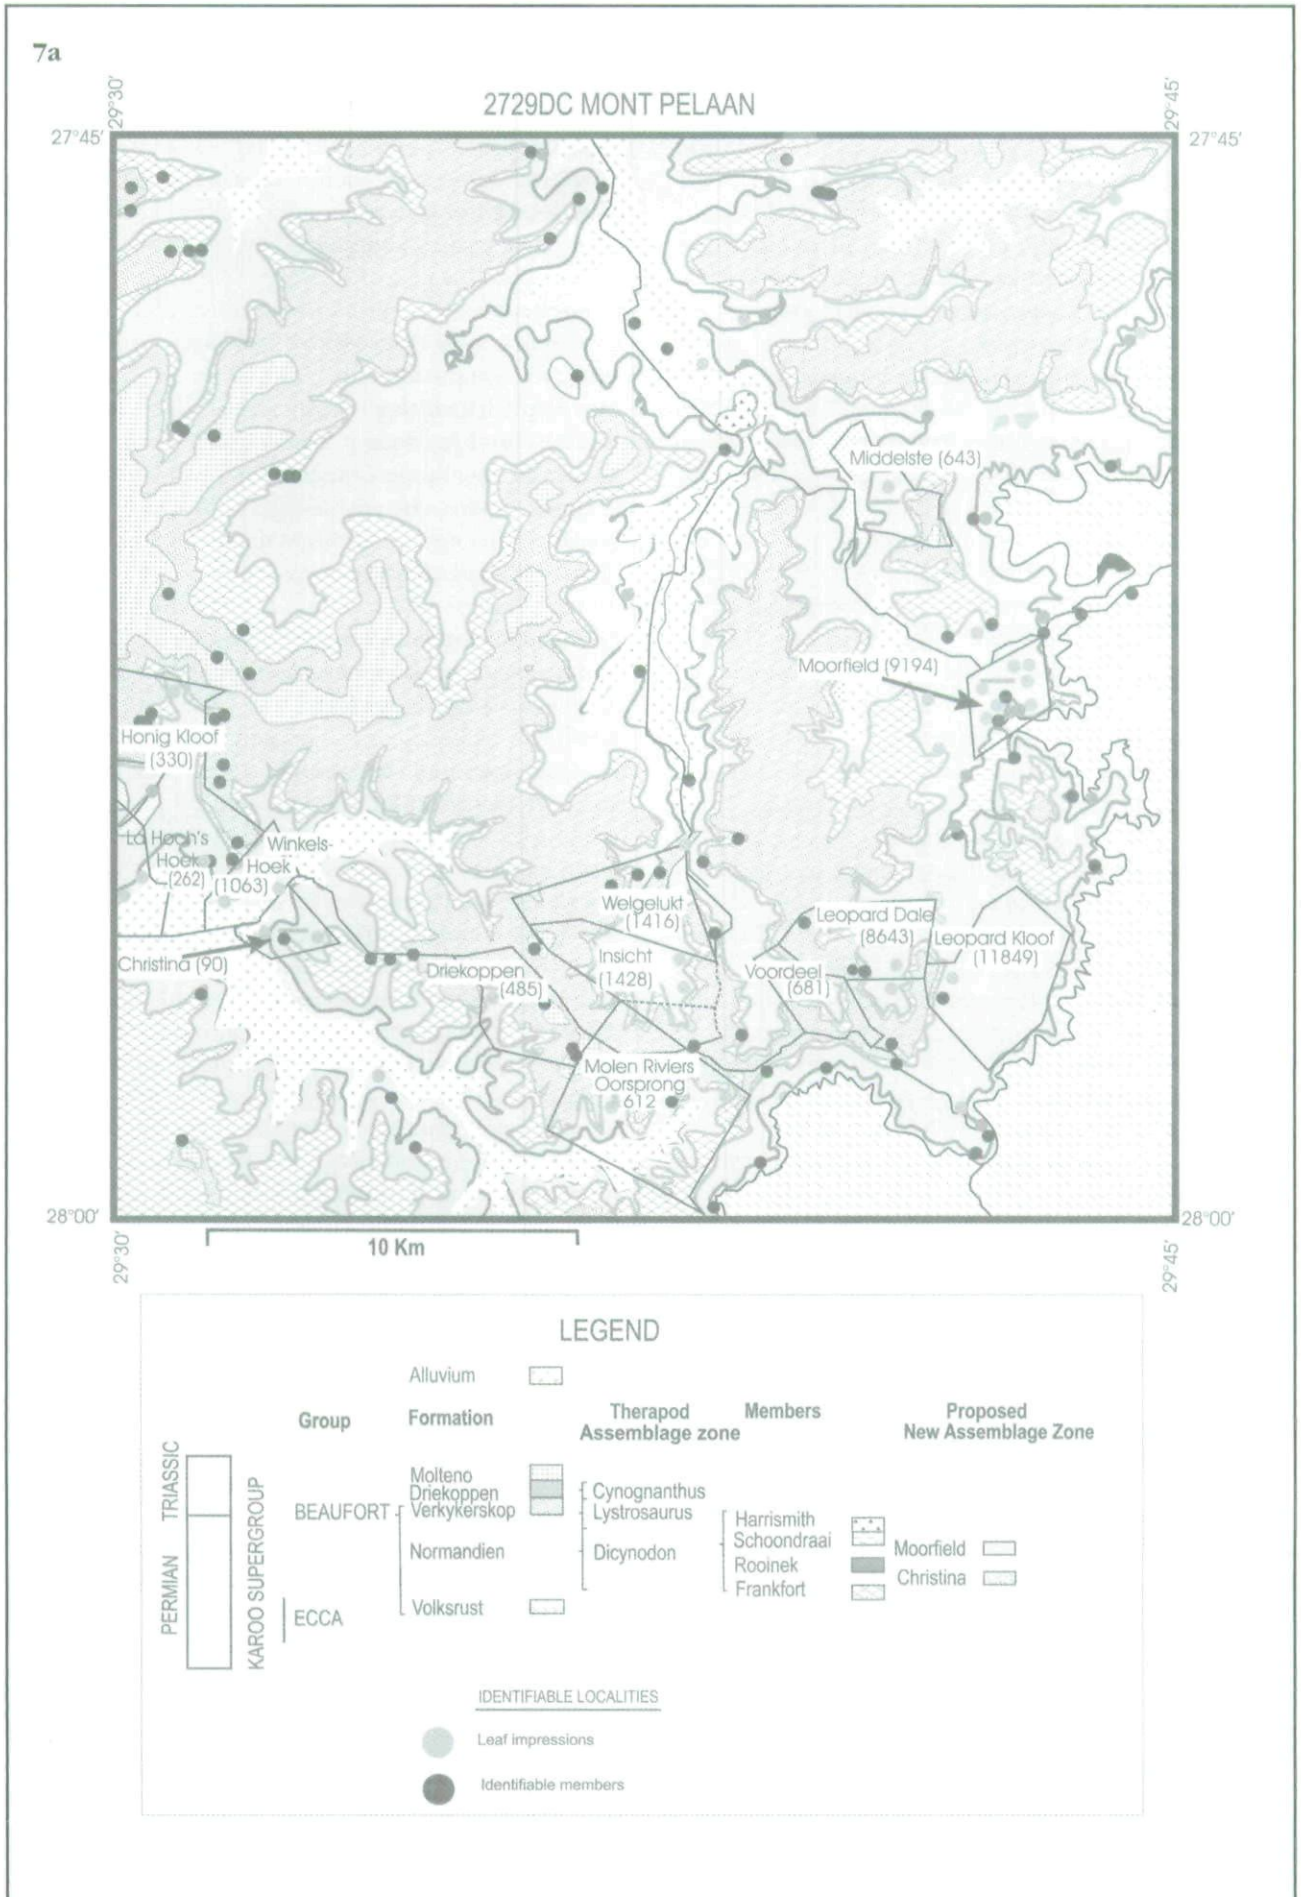 7a
29°30′
29°45′
2729DC MONT PELAAN
27°45′
27°45′
Middelste (643)
Moorfield (9194)
Honig Kloof
(330)
La Hoch's
Hoek
(262)
Winkels-
Hoek
(1063)
Welgelukt
(1416)
Leopard Dale
(8643)
Leopard Kloof
(11849)
Christina (90)
Insicht
(1428)
Driekoppen
(485)
Voordeel
(681)
Molen Riviers
Oorsprong
612
28°00′
28°00′
29°30′
10 Km
29°45′
LEGEND
Alluvium
Group
Formation
Therapod
Assemblage zone
Members
Proposed
New Assemblage Zone
TRIASSIC
PERMIAN
KAROO SUPERGROUP
Molteno
Driekoppen
Cynognanthus
BEAUFORT
Verkykerskop
Lystrosaurus
Harrismith
Schoondraai
Normandien
Dicynodon
Moorfield
Rooinek
Christina
Frankfort
Volksrust
ECCA
IDENTIFIABLE LOCALITIES
Leaf impressions
Identifiable members